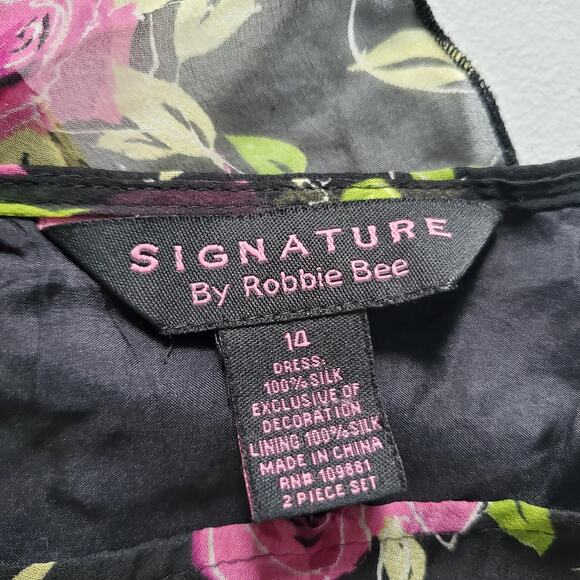 SIGNATURE
By Robbie Bee
14
DRESS:
100% SILK
EXCLUSIVE OF
DECORATION
LINING 100% SILK
MADE IN CHINA
RN# 109881
2 PIECE SET